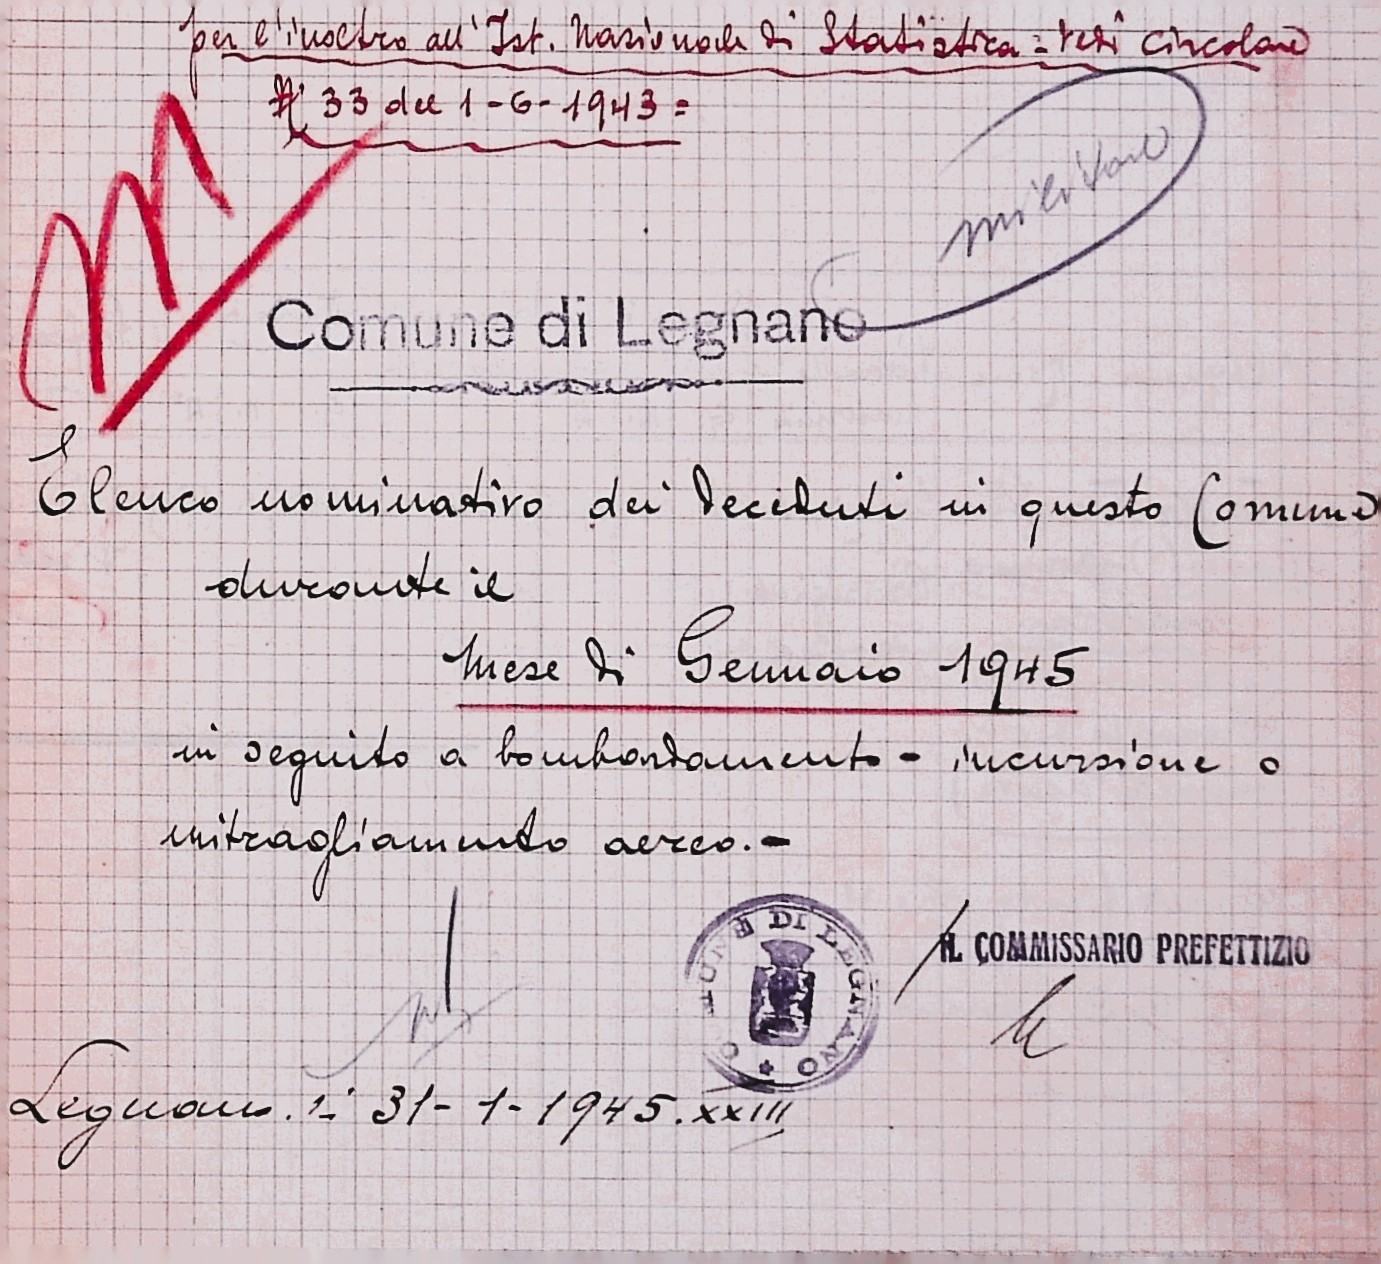 per l'inoltro all'Ist. Nazionale di Statistica = Vedi Circolare
N° 33 del 1-6-1943 =
militare
Comune di Legnano
Elenco nominativo dei deceduti in questo Comune
durante il
Mese di Gennaio 1945
in seguito a bombardamento - incursione o
mitragliamento aereo. -
COMUNE DI LEGNANO
IL COMMISSARIO PREFETTIZIO
Legnano. li 31-1-1945. XXIII